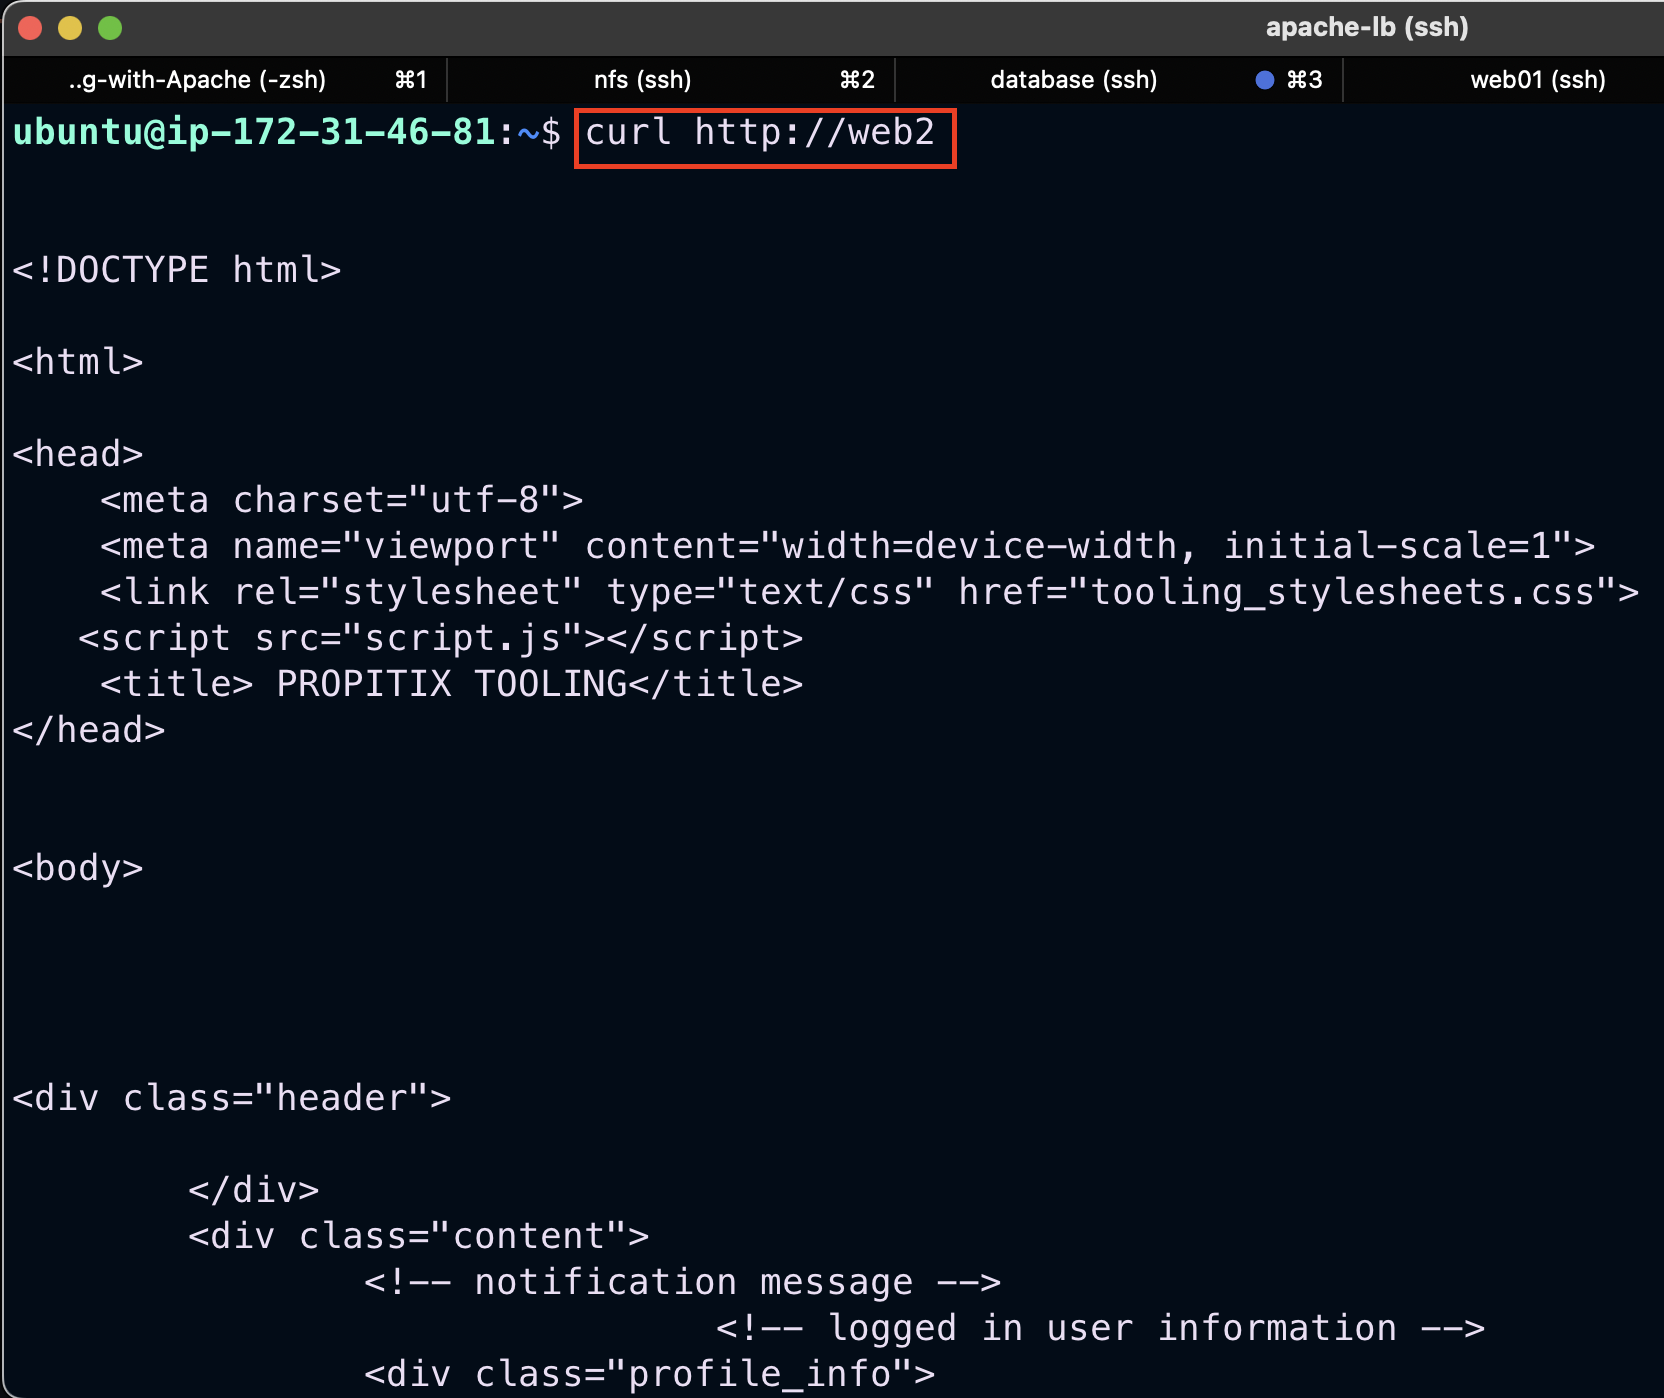 apache-lb (ssh)
..g-with-Apache (-zsh) ⌘1 nfs (ssh) ⌘2 database (ssh) ⌘3 web01 (ssh)
ubuntu@ip-172-31-46-81:~$ curl http://web2
<!DOCTYPE html>
<html>
<head>
    <meta charset="utf-8">
    <meta name="viewport" content="width=device-width, initial-scale=1">
    <link rel="stylesheet" type="text/css" href="tooling_stylesheets.css">
   <script src="script.js"></script>
    <title> PROPITIX TOOLING</title>
</head>
<body>
<div class="header">
        </div>
        <div class="content">
                <!-- notification message -->
                                <!-- logged in user information -->
                <div class="profile_info">